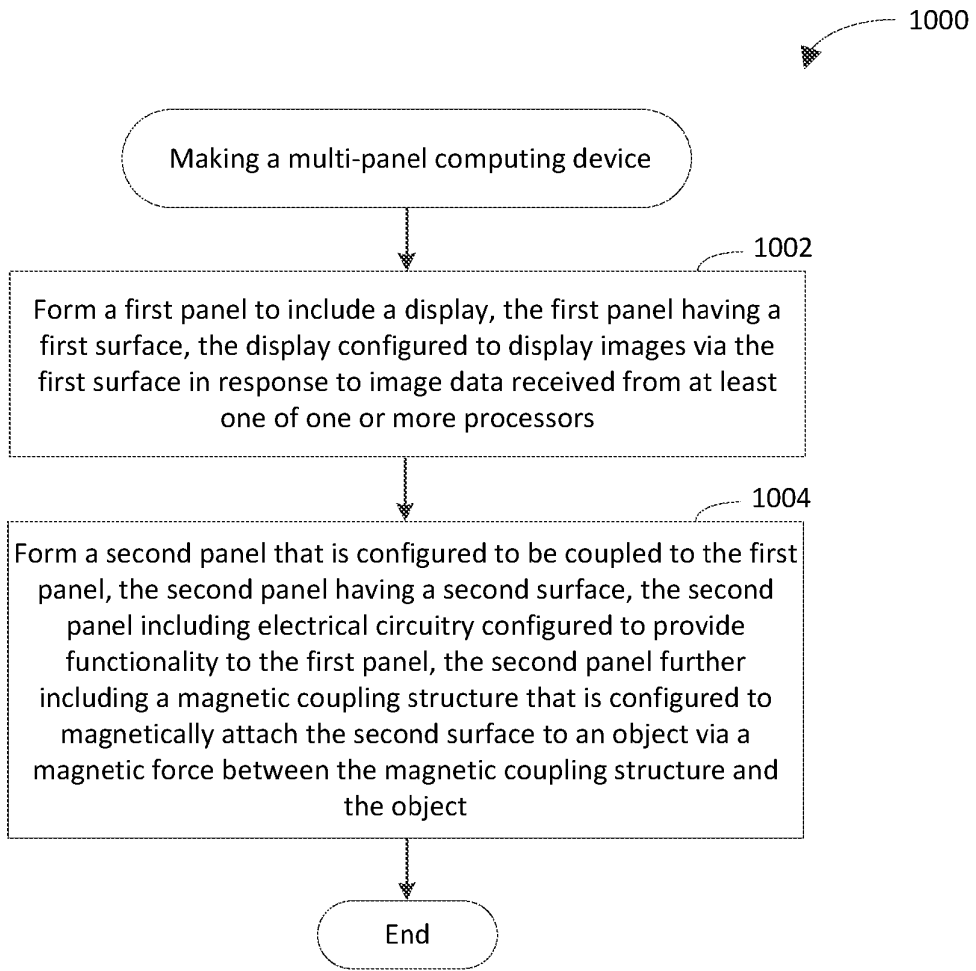 1000
Making a multi-panel computing device
1002
Form a first panel to include a display, the first panel having a
first surface, the display configured to display images via the
first surface in response to image data received from at least
one of one or more processors
1004
Form a second panel that is configured to be coupled to the first
panel, the second panel having a second surface, the second
panel including electrical circuitry configured to provide
functionality to the first panel, the second panel further
including a magnetic coupling structure that is configured to
magnetically attach the second surface to an object via a
magnetic force between the magnetic coupling structure and
the object
End